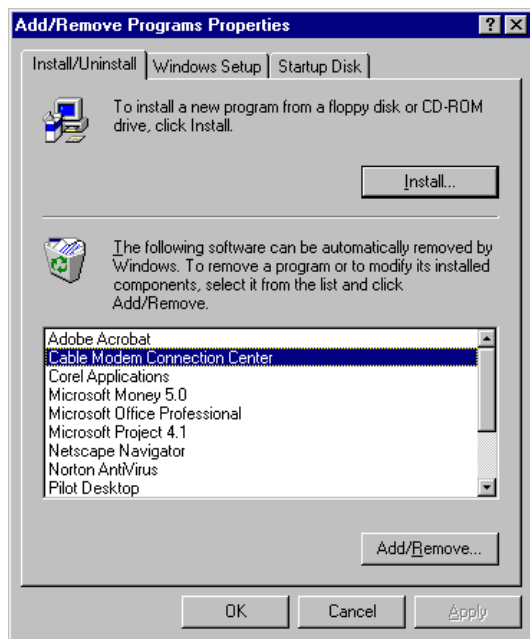 Add/Remove Programs Properties
Install/Uninstall
Windows Setup
Startup Disk
To install a new program from a floppy disk or CD-ROM
drive, click Install.
Install...
The following software can be automatically removed by
Windows. To remove a program or to modify its installed
components, select it from the list and click
Add/Remove.
Adobe Acrobat
Cable Modem Connection Center
Corel Applications
Microsoft Money 5.0
Microsoft Office Professional
Microsoft Project 4.1
Netscape Navigator
Norton AntiVirus
Pilot Desktop
Add/Remove...
OK
Cancel
Apply